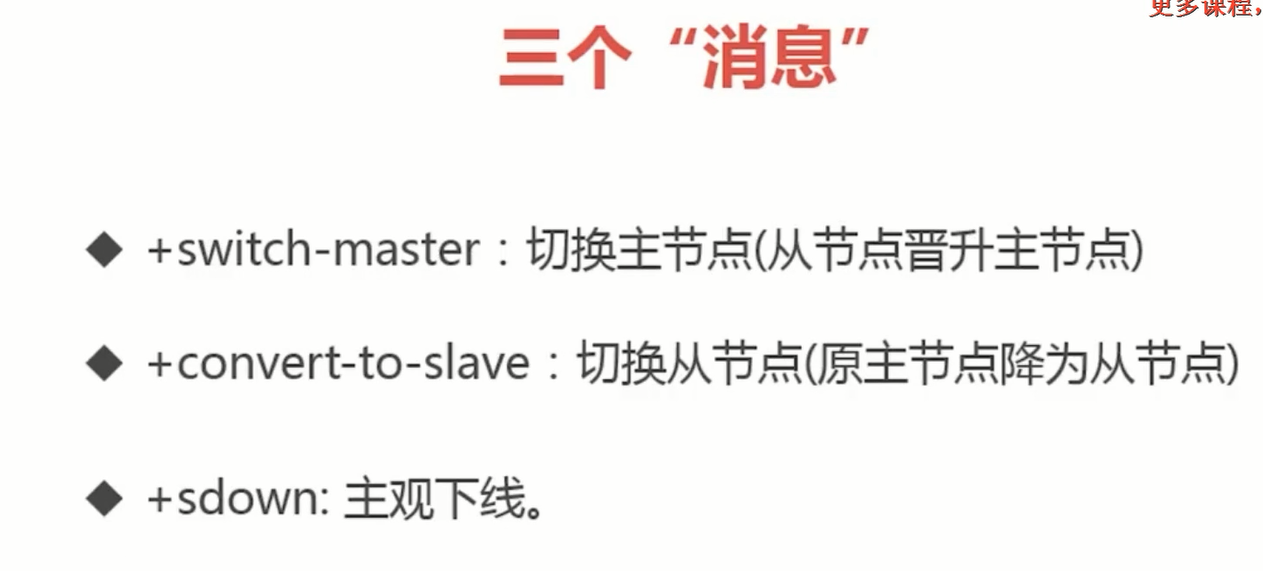 更多课程，
三个“消息”
◆ +switch-master：切换主节点(从节点晋升主节点)
◆ +convert-to-slave：切换从节点(原主节点降为从节点)
◆ +sdown: 主观下线。